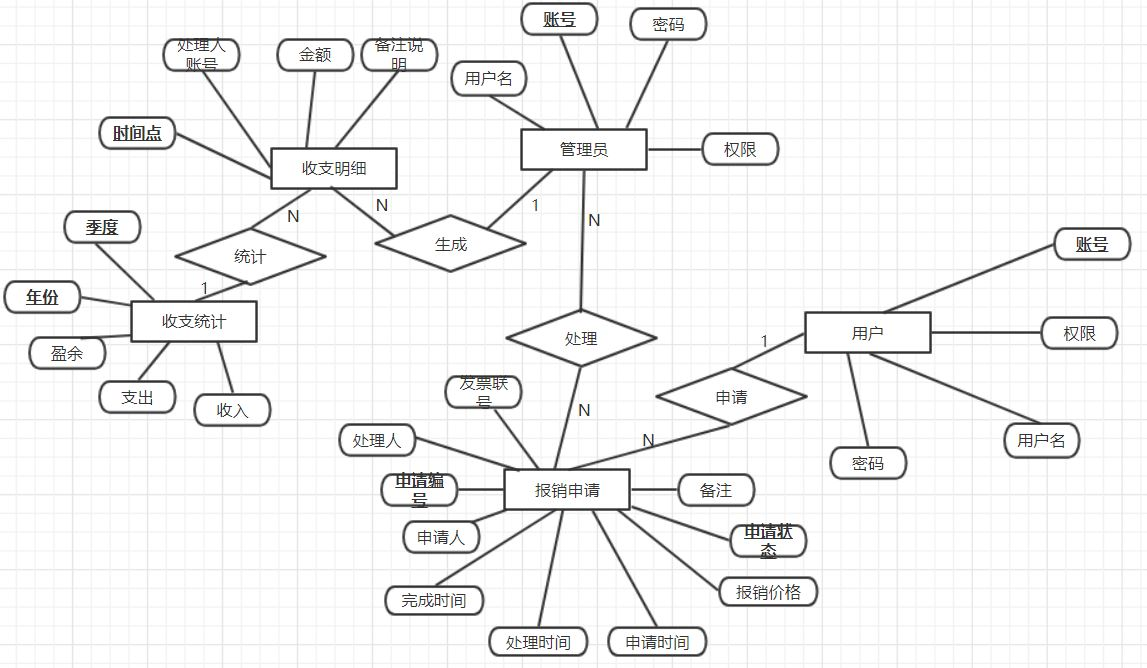 账号
密码
处理人
账号
金额
备注说
明
用户名
时间点
管理员
权限
收支明细
N
N
1
季度
N
生成
账号
统计
1
年份
收支统计
用户
权限
处理
1
盈余
发票联
号
申请
支出
收入
N
N
处理人
用户名
密码
申请编
号
报销申请
备注
申请人
申请状
态
完成时间
报销价格
处理时间
申请时间